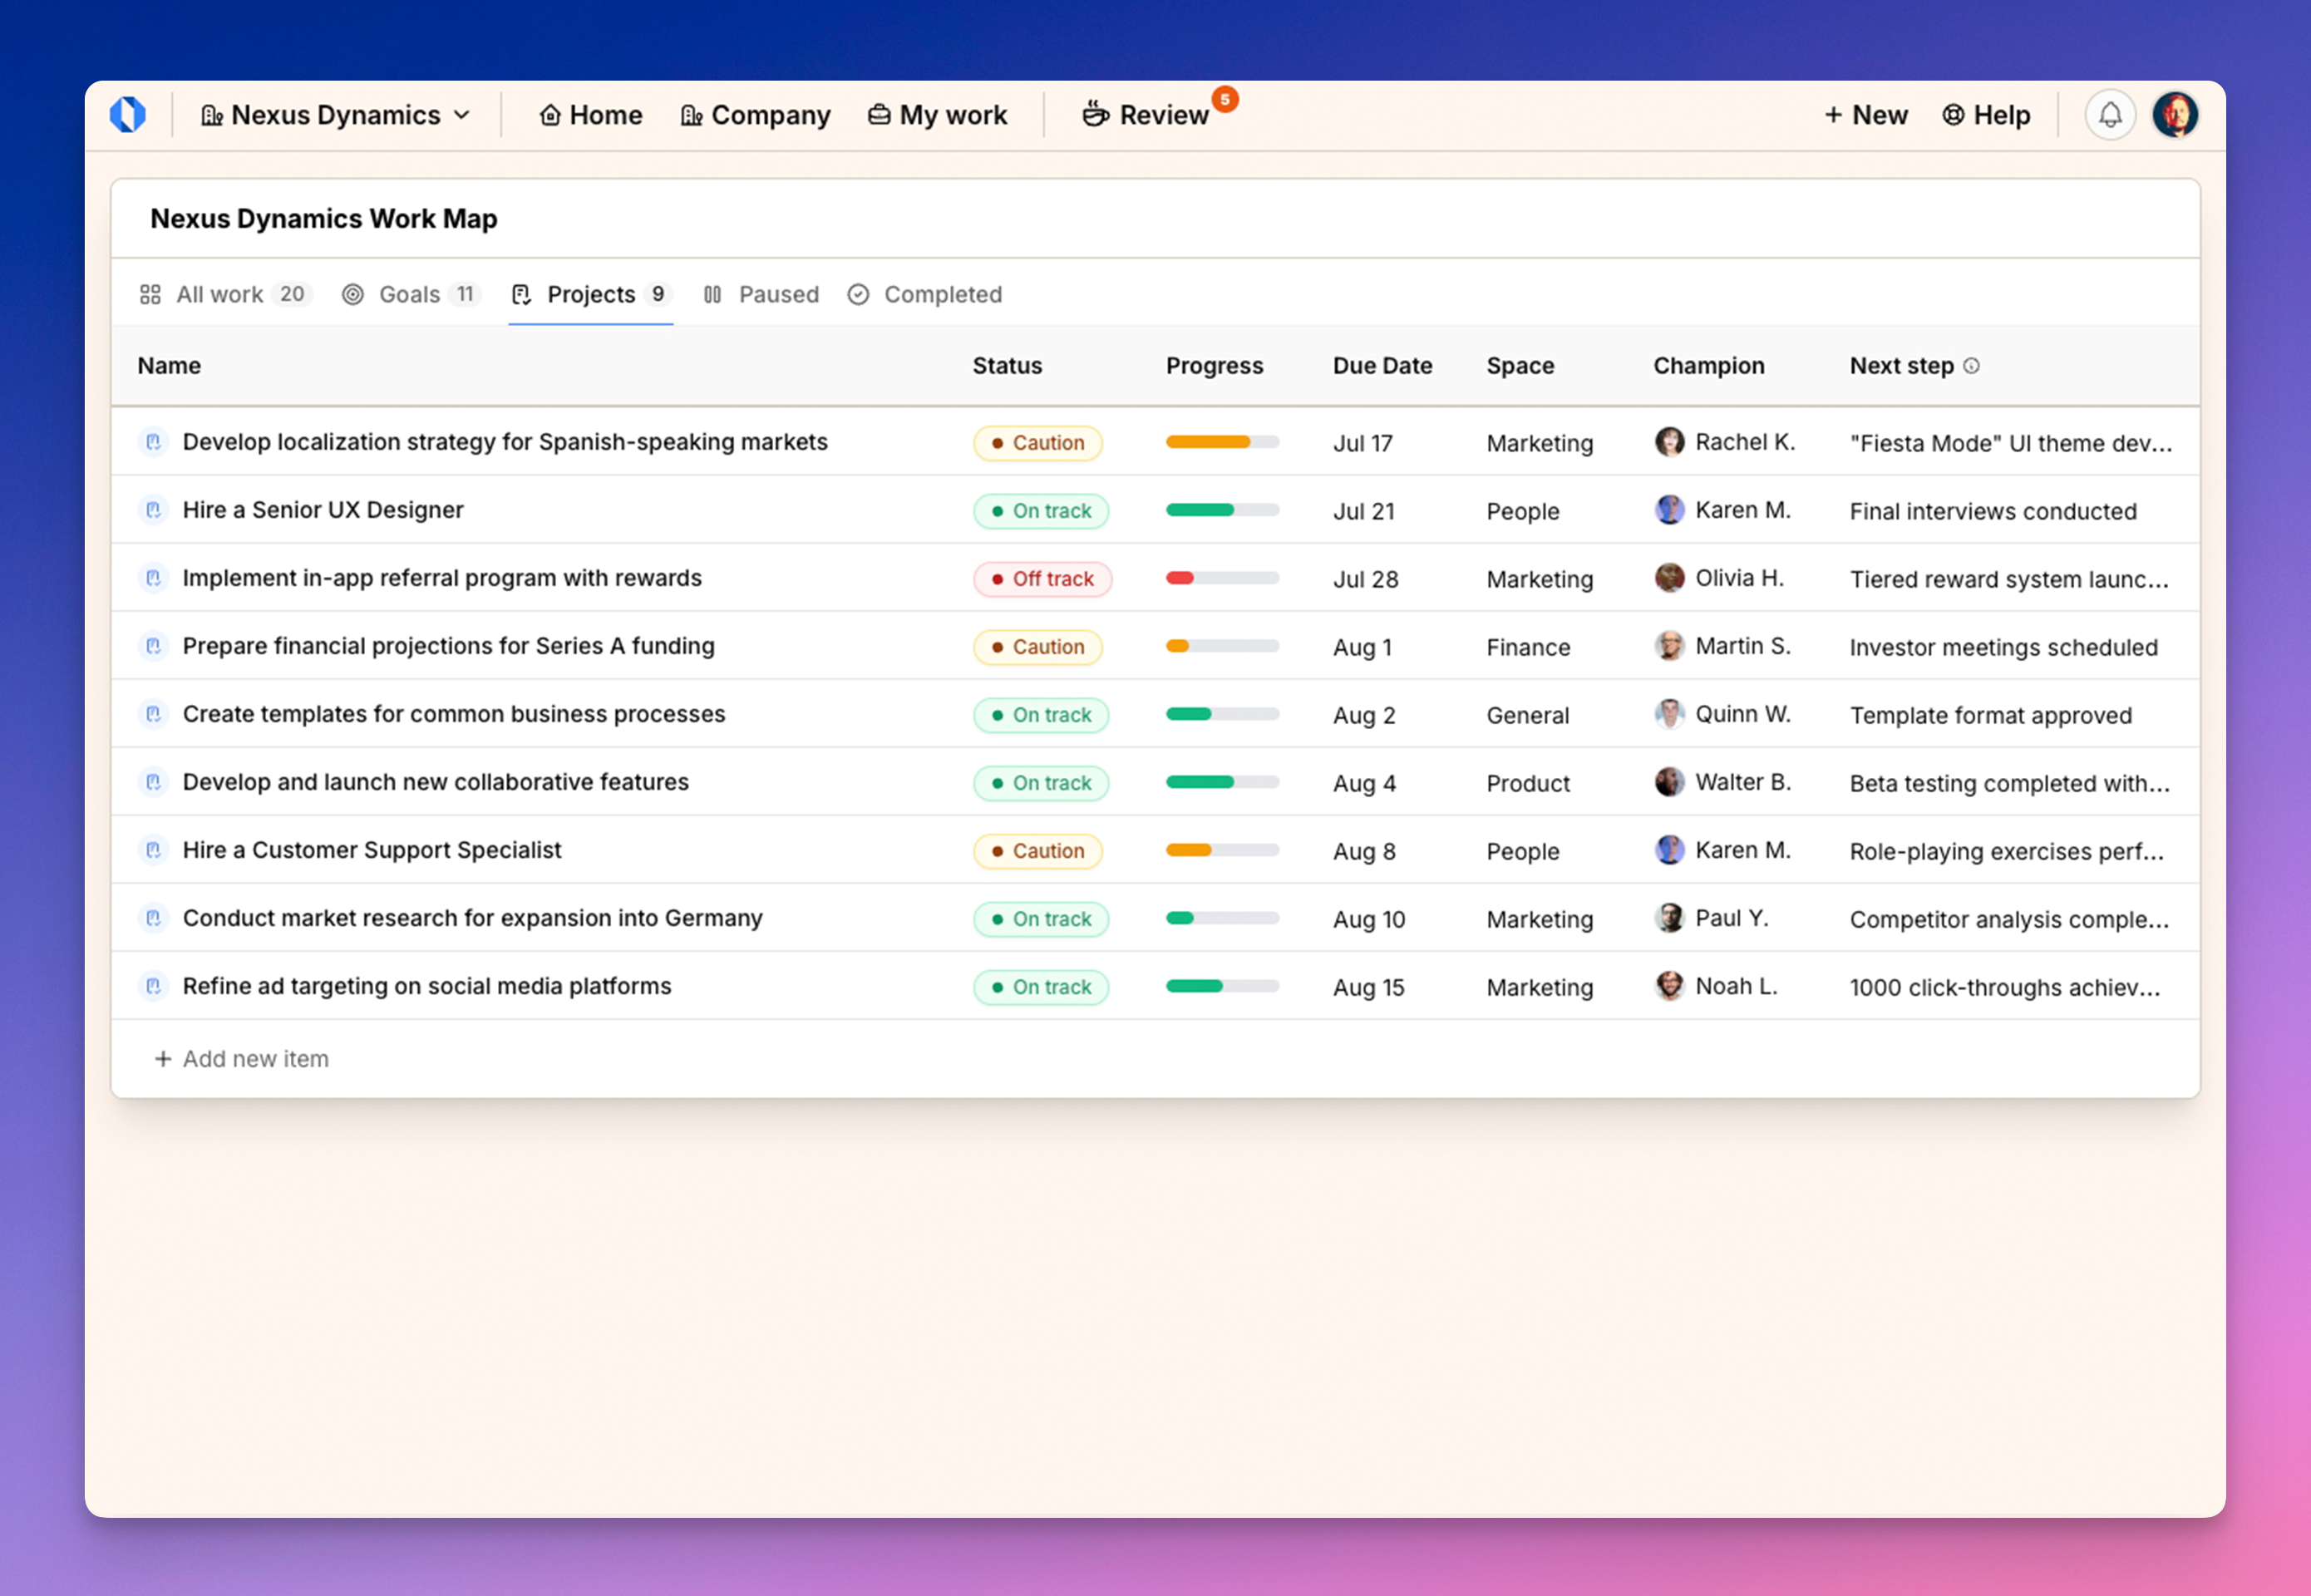 Nexus Dynamics Home Company My work Review 5 + New Help
Nexus Dynamics Work Map
All work 20 Goals 11 Projects 9 Paused Completed
Name Status Progress Due Date Space Champion Next step
Develop localization strategy for Spanish-speaking markets Caution Jul 17 Marketing Rachel K. "Fiesta Mode" UI theme dev...
Hire a Senior UX Designer On track Jul 21 People Karen M. Final interviews conducted
Implement in-app referral program with rewards Off track Jul 28 Marketing Olivia H. Tiered reward system launc...
Prepare financial projections for Series A funding Caution Aug 1 Finance Martin S. Investor meetings scheduled
Create templates for common business processes On track Aug 2 General Quinn W. Template format approved
Develop and launch new collaborative features On track Aug 4 Product Walter B. Beta testing completed with...
Hire a Customer Support Specialist Caution Aug 8 People Karen M. Role-playing exercises perf...
Conduct market research for expansion into Germany On track Aug 10 Marketing Paul Y. Competitor analysis comple...
Refine ad targeting on social media platforms On track Aug 15 Marketing Noah L. 1000 click-throughs achiev...
+ Add new item